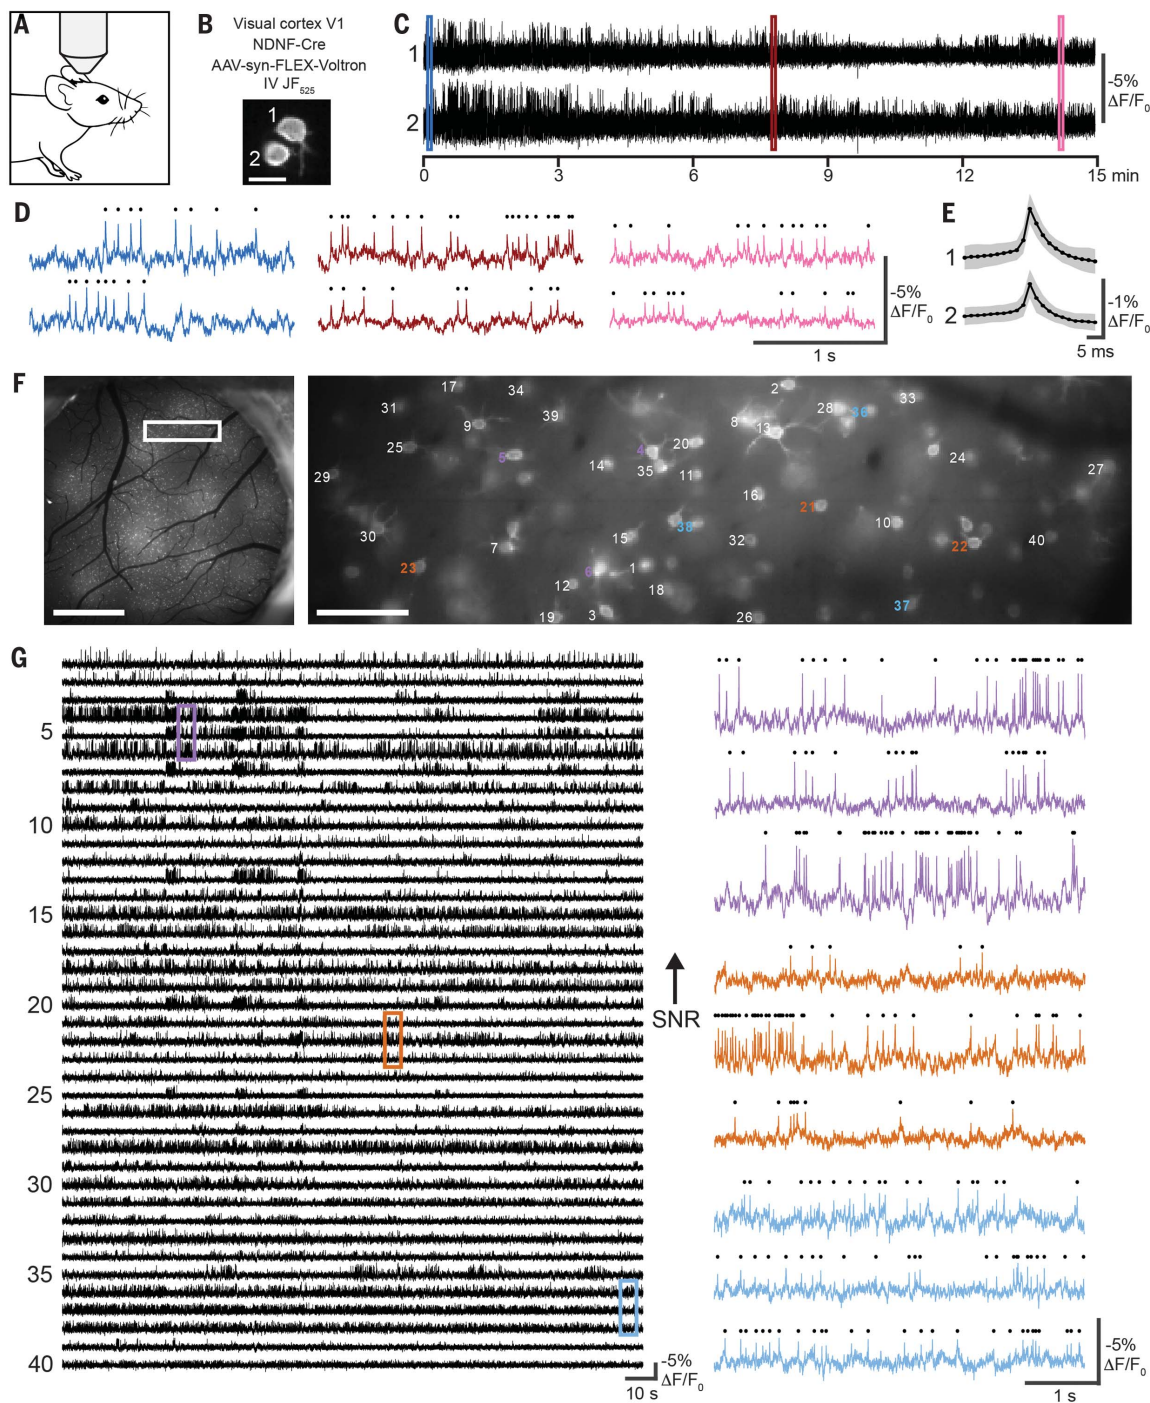 A
B
Visual cortex V1
NDNF-Cre
AAV-syn-FLEX-Voltron
IV JF525
1
2
C
1
2
-5%
ΔF/F0
0
3
6
9
12
15 min
D
-5%
ΔF/F0
1 s
E
1
2
-1%
ΔF/F0
5 ms
F
17
34
2
33
31
39
28
36
9
8
13
25
5
4
20
24
14
35
11
27
29
16
21
10
30
38
7
15
32
22
40
23
6
1
12
18
37
19
3
26
G
5
10
15
20
25
30
35
40
-5%
ΔF/F0
10 s
SNR
-5%
ΔF/F0
1 s